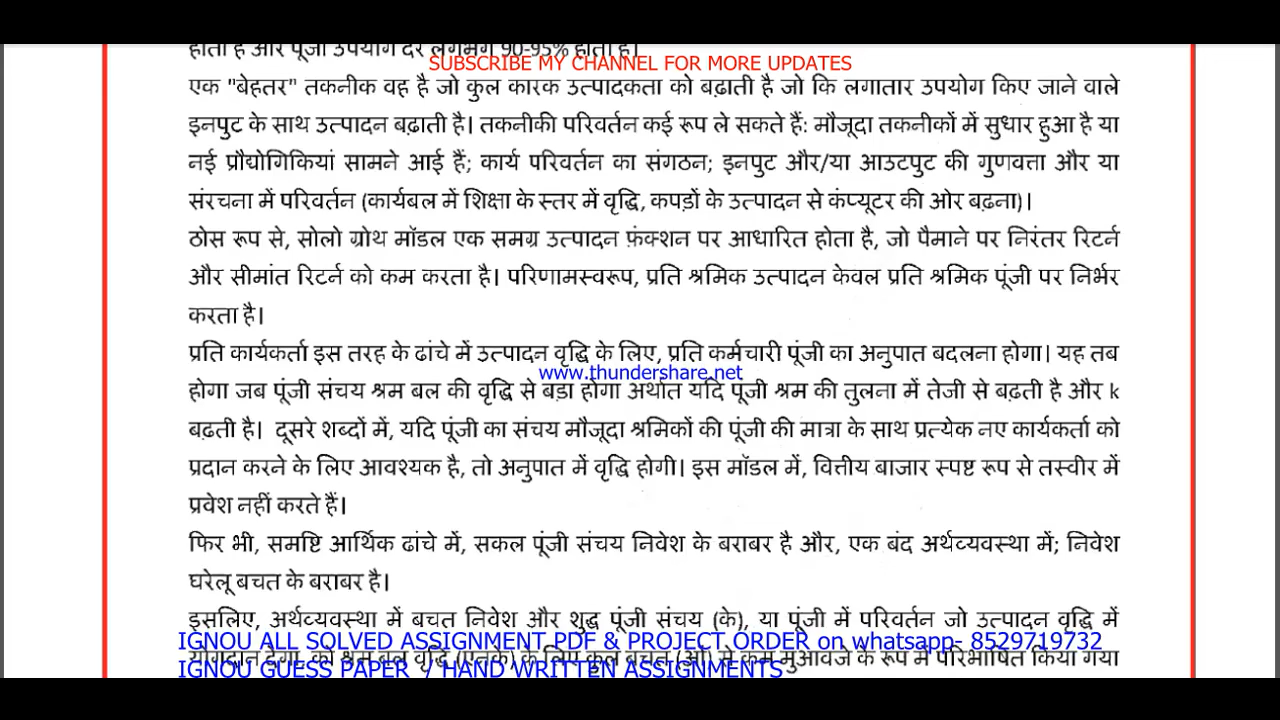 होता है और पूंजी उपयोग दर लगभग 90-95% होता है।
SUBSCRIBE MY CHANNEL FOR MORE UPDATES
एक "बेहतर" तकनीक वह है जो कुल कारक उत्पादकता को बढ़ाती है जो कि लगातार उपयोग किए जाने वाले
इनपुट के साथ उत्पादन बढ़ाती है। तकनीकी परिवर्तन कई रूप ले सकते हैं: मौजूदा तकनीकों में सुधार हुआ है या
नई प्रौद्योगिकियां सामने आई हैं; कार्य परिवर्तन का संगठन; इनपुट और/या आउटपुट की गुणवत्ता और या
संरचना में परिवर्तन (कार्यबल में शिक्षा के स्तर में वृद्धि, कपड़ों के उत्पादन से कंप्यूटर की ओर बढ़ना)।
ठोस रूप से, सोलो ग्रोथ मॉडल एक समग्र उत्पादन फ़ंक्शन पर आधारित होता है, जो पैमाने पर निरंतर रिटर्न
और सीमांत रिटर्न को कम करता है। परिणामस्वरूप, प्रति श्रमिक उत्पादन केवल प्रति श्रमिक पूंजी पर निर्भर
करता है।
प्रति कार्यकर्ता इस तरह के ढांचे में उत्पादन वृद्धि के लिए, प्रति कर्मचारी पूंजी का अनुपात बदलना होगा। यह तब
www.thundershare.net
होगा जब पूंजी संचय श्रम बल की वृद्धि से बड़ा होगा अर्थात यदि पूंजी श्रम की तुलना में तेजी से बढ़ती है और k
बढ़ती है। दूसरे शब्दों में, यदि पूंजी का संचय मौजूदा श्रमिकों की पूंजी की मात्रा के साथ प्रत्येक नए कार्यकर्ता को
प्रदान करने के लिए आवश्यक है, तो अनुपात में वृद्धि होगी। इस मॉडल में, वित्तीय बाजार स्पष्ट रूप से तस्वीर में
प्रवेश नहीं करते हैं।
फिर भी, समष्टि आर्थिक ढांचे में, सकल पूंजी संचय निवेश के बराबर है और, एक बंद अर्थव्यवस्था में; निवेश
घरेलू बचत के बराबर है।
इसलिए, अर्थव्यवस्था में बचत निवेश और शुद्ध पूंजी संचय (के), या पूंजी में परिवर्तन जो उत्पादन वृद्धि में
IGNOU ALL SOLVED ASSIGNMENT PDF & PROJECT ORDER on whatsapp- 8529719732
योगदान देगा, को श्रम बल वृद्धि (एनके) के लिए कुल बचत से कम मुआवजे के रूप में परिभाषित किया गया
IGNOU GUESS PAPER / HAND WRITTEN ASSIGNMENTS